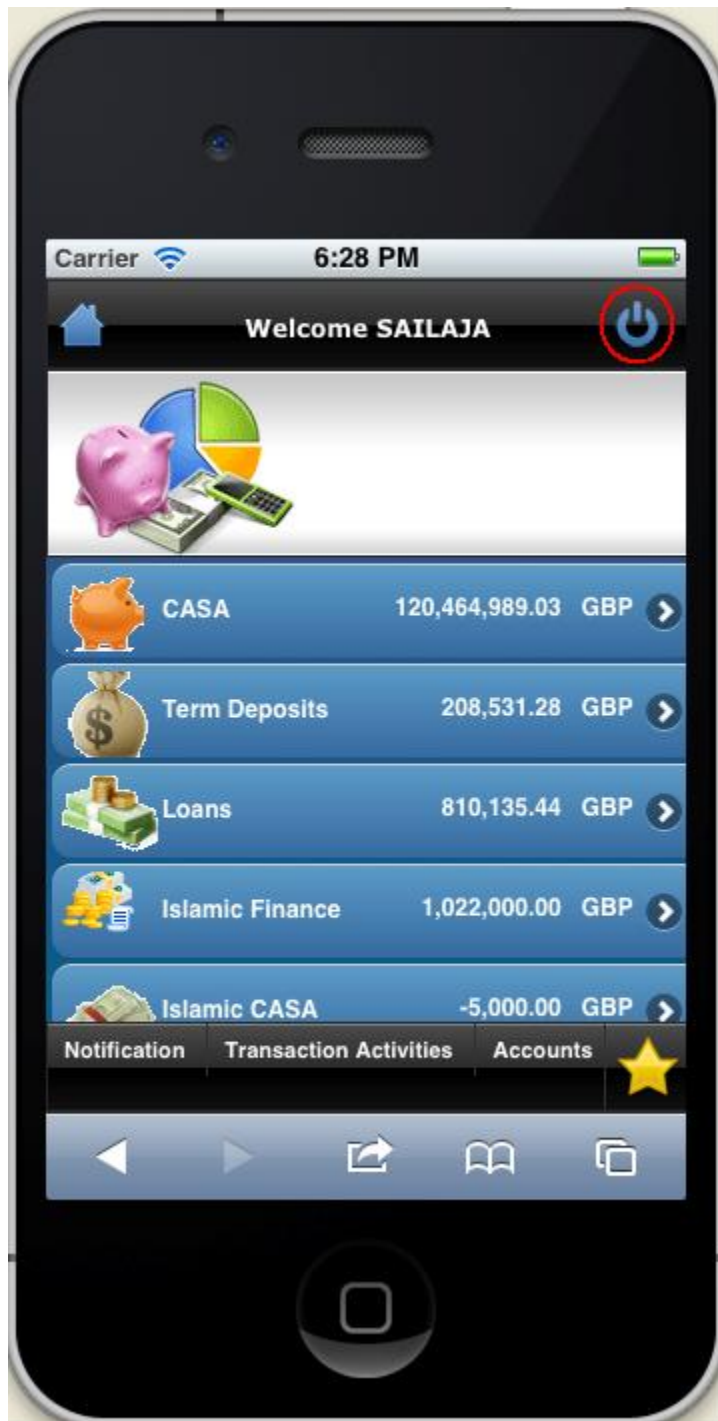 Carrier 6:28 PM
Welcome SAILAJA
CASA 120,464,989.03 GBP
$
Term Deposits 208,531.28 GBP
Loans 810,135.44 GBP
Islamic Finance 1,022,000.00 GBP
Islamic CASA -5,000.00 GBP
Notification Transaction Activities Accounts